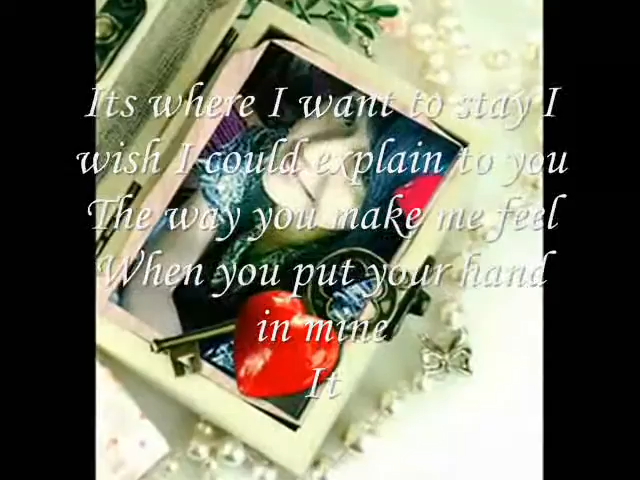 Its where I want to stay I
wish I could explain to you
The way you make me feel
When you put your hand
in mine
It